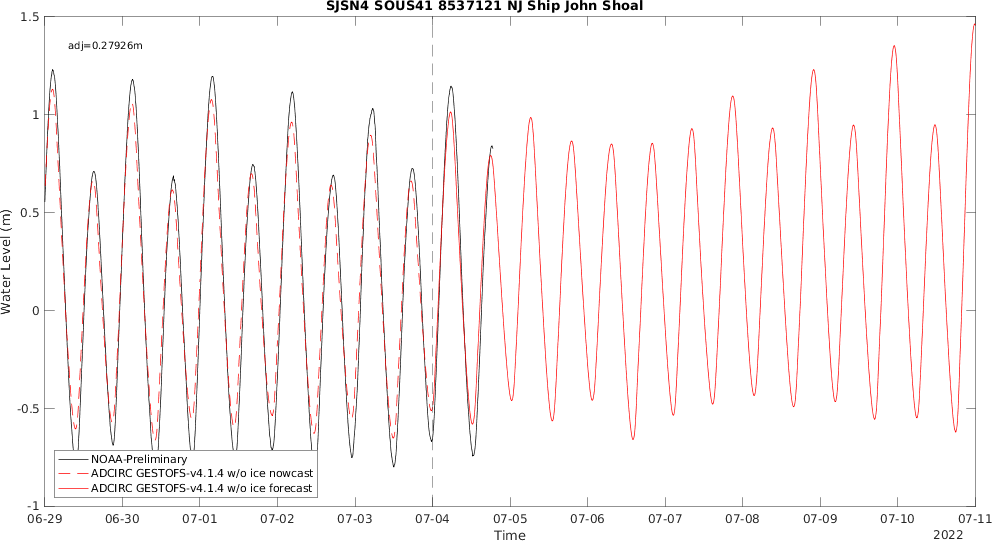 SJSN4 SOUS41 8537121 NJ Ship John Shoal
adj=0.27926m
1.5
1
0.5
0
-0.5
-1
Water Level (m)
NOAA-Preliminary
ADCIRC GESTOFS-v4.1.4 w/o ice nowcast
ADCIRC GESTOFS-v4.1.4 w/o ice forecast
06-29 06-30 07-01 07-02 07-03 07-04 07-05 07-06 07-07 07-08 07-09 07-10 07-11
Time
2022